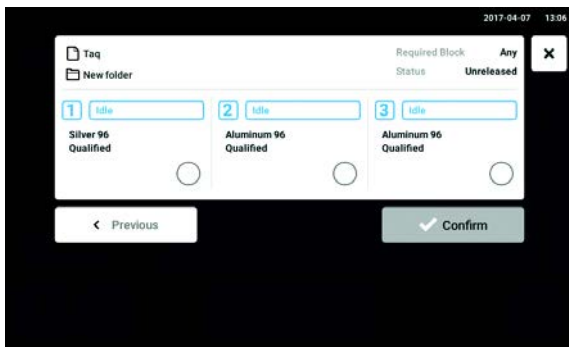 2017-04-07 13:06
Taq
Required Block Any
New folder
Status Unreleased
1 Idle
2 Idle
3 Idle
Silver 96
Qualified
Aluminum 96
Qualified
Aluminum 96
Qualified
Previous
Confirm